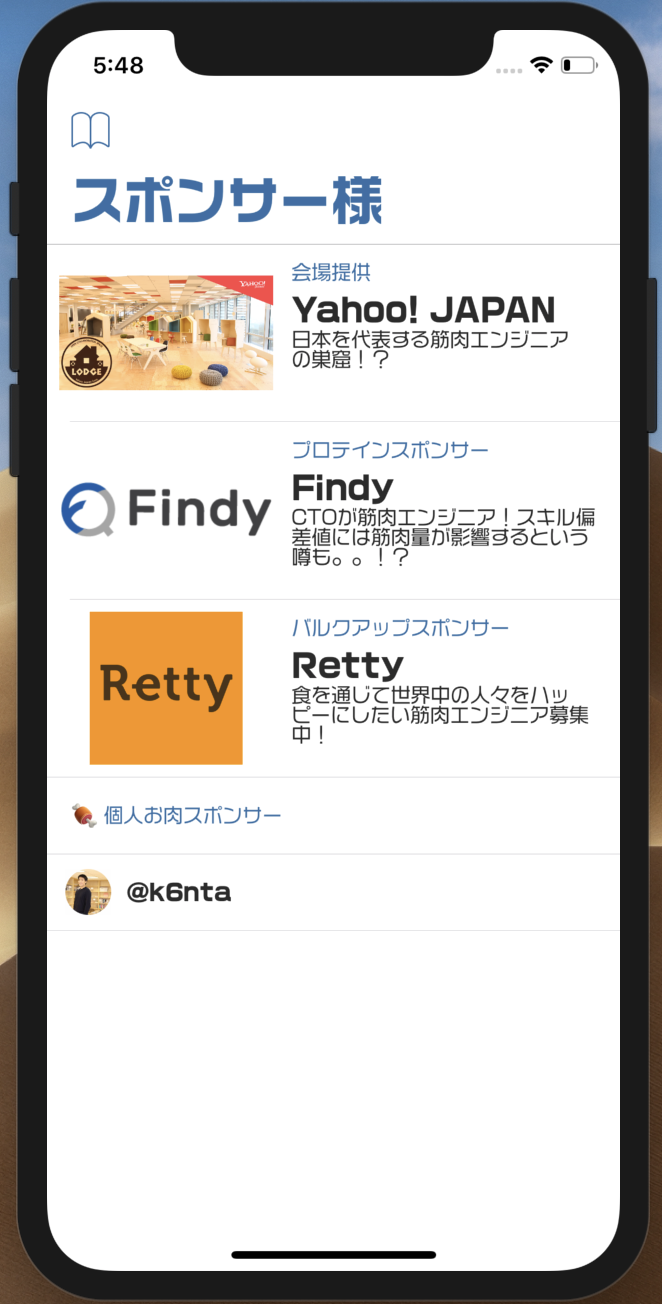 5:48
スポンサー様
YAHOO!
LODGE
会場提供
Yahoo! JAPAN
日本を代表する筋肉エンジニア
の巣窟！？
Findy
プロテインスポンサー
Findy
CTOが筋肉エンジニア！スキル偏
差値には筋肉量が影響するという
噂も。。！？
Retty
バルクアップスポンサー
Retty
食を通じて世界中の人々をハッ
ピーにしたい筋肉エンジニア募集
中！
🍖 個人お肉スポンサー
@k6nta